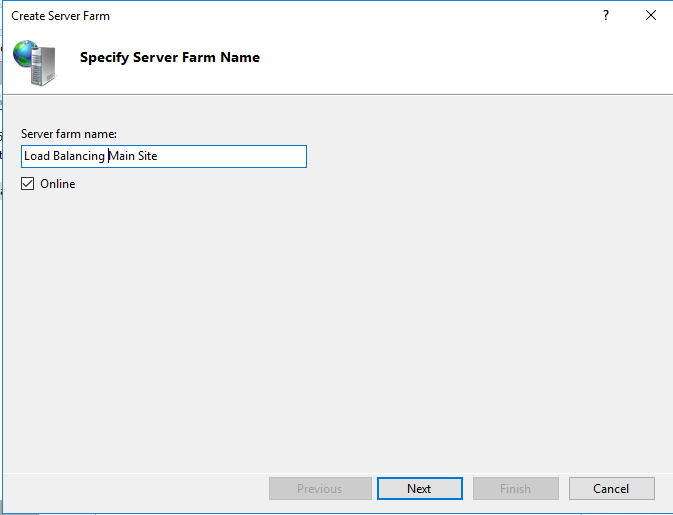 Create Server Farm
?
Specify Server Farm Name
Server farm name:
Load Balancing Main Site
Online
Previous
Next
Finish
Cancel